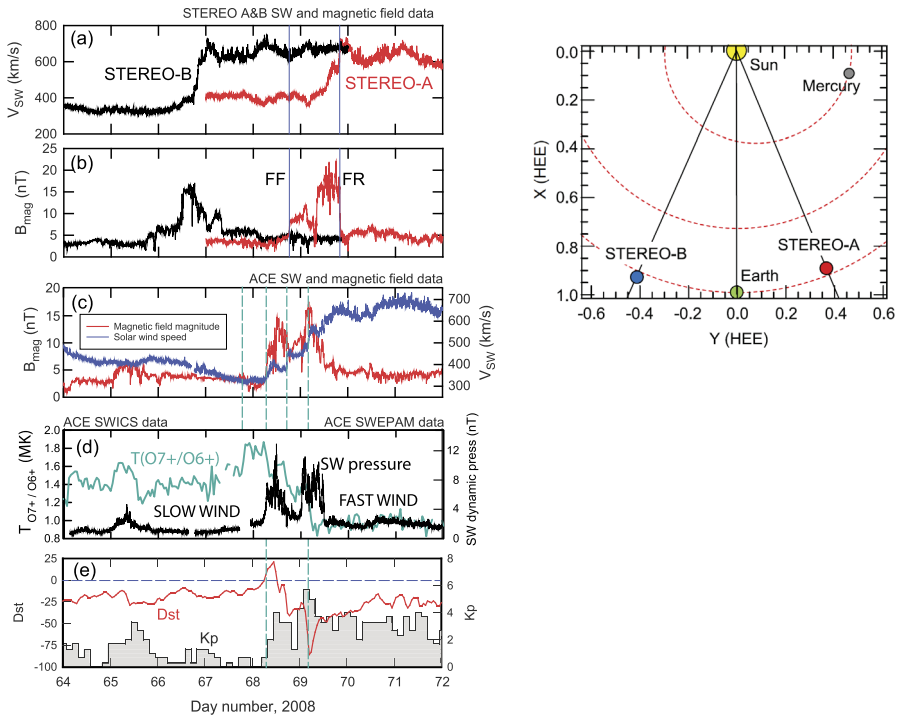 STEREO A&B SW and magnetic field data
(a)
800
600
400
200
V_SW (km/s)
STEREO-B
STEREO-A
(b)
25
20
15
10
5
0
B_mag (nT)
FF
FR
ACE SW and magnetic field data
(c)
20
15
10
5
0
B_mag (nT)
Magnetic field magnitude
Solar wind speed
700
600
500
400
300
V_SW (km/s)
ACE SWICS data
ACE SWEPAM data
(d)
2.0
1.8
1.6
1.4
1.2
1.0
0.8
T_O7+ / O6+ (MK)
T(O7+/O6+)
SW pressure
SLOW WIND
FAST WIND
12
8
4
0
SW dynamic press (nT)
(e)
25
0
-25
-50
-75
-100
Dst
Dst
Kp
8
6
4
2
0
Kp
64 65 66 67 68 69 70 71 72
Day number, 2008
0.0
0.2
0.4
0.6
0.8
1.0
X (HEE)
Sun
Mercury
STEREO-B
STEREO-A
Earth
-0.6 -0.4 -0.2 0.0 0.2 0.4 0.6
Y (HEE)